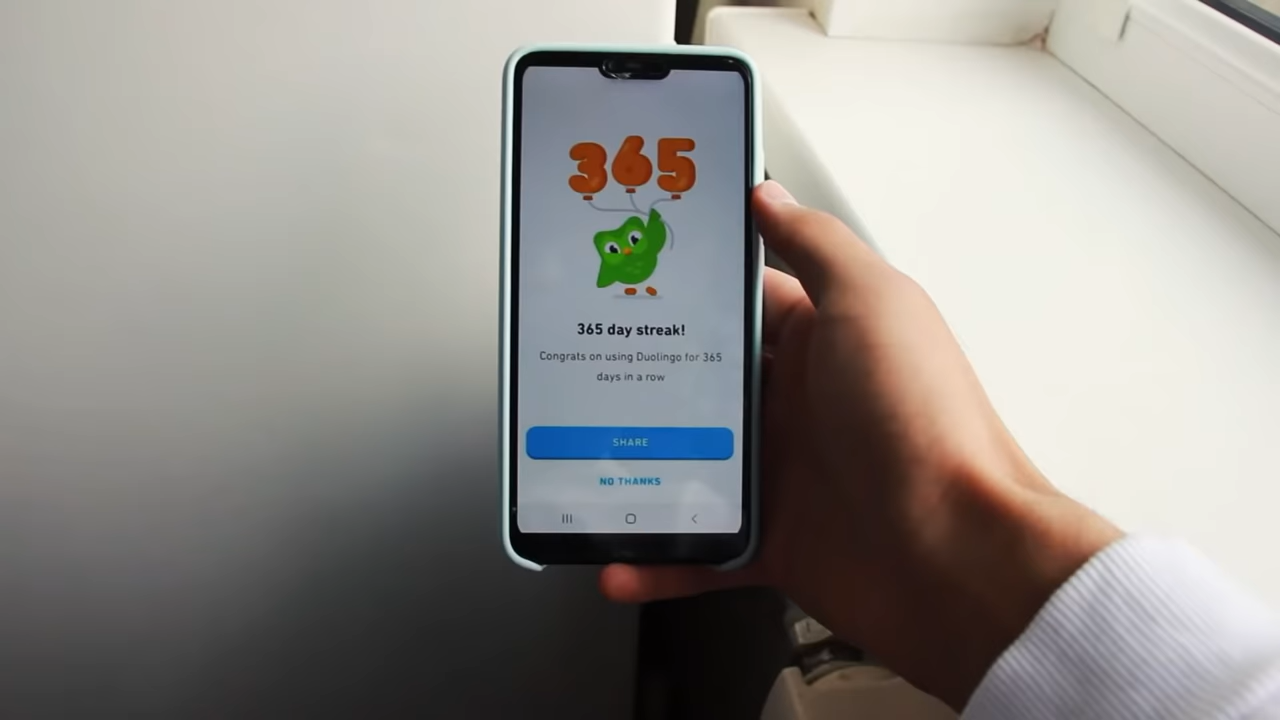 365
365 day streak!
Congrats on using Duolingo for 365
days in a row
SHARE
NO THANKS